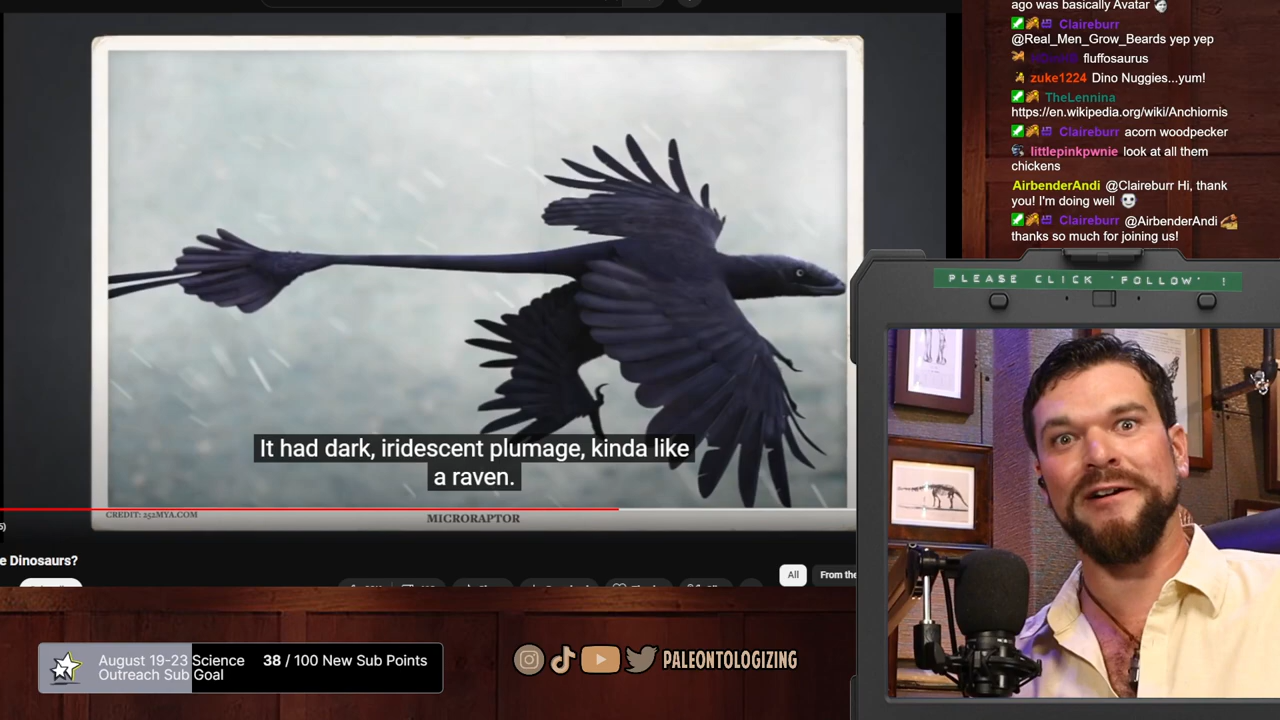 ago was basically Avatar
Claireburr
@Real_Men_Grow_Beards yep yep
fluffosaurus
zuke1224 Dino Nuggies...yum!
TheLennina
https://en.wikipedia.org/wiki/Anchiornis
Claireburr acorn woodpecker
littlepinkpwnie look at all them
chickens
AirbenderAndi @Claireburr Hi, thank
you! I'm doing well
Claireburr @AirbenderAndi
thanks so much for joining us!
PLEASE CLICK 'FOLLOW' !
It had dark, iridescent plumage, kinda like
a raven.
CREDIT: 252MYA.COM
MICRORAPTOR
e Dinosaurs?
All
From the
August 19-23 Science
Outreach Sub Goal
38 / 100 New Sub Points
PALEONTOLOGIZING